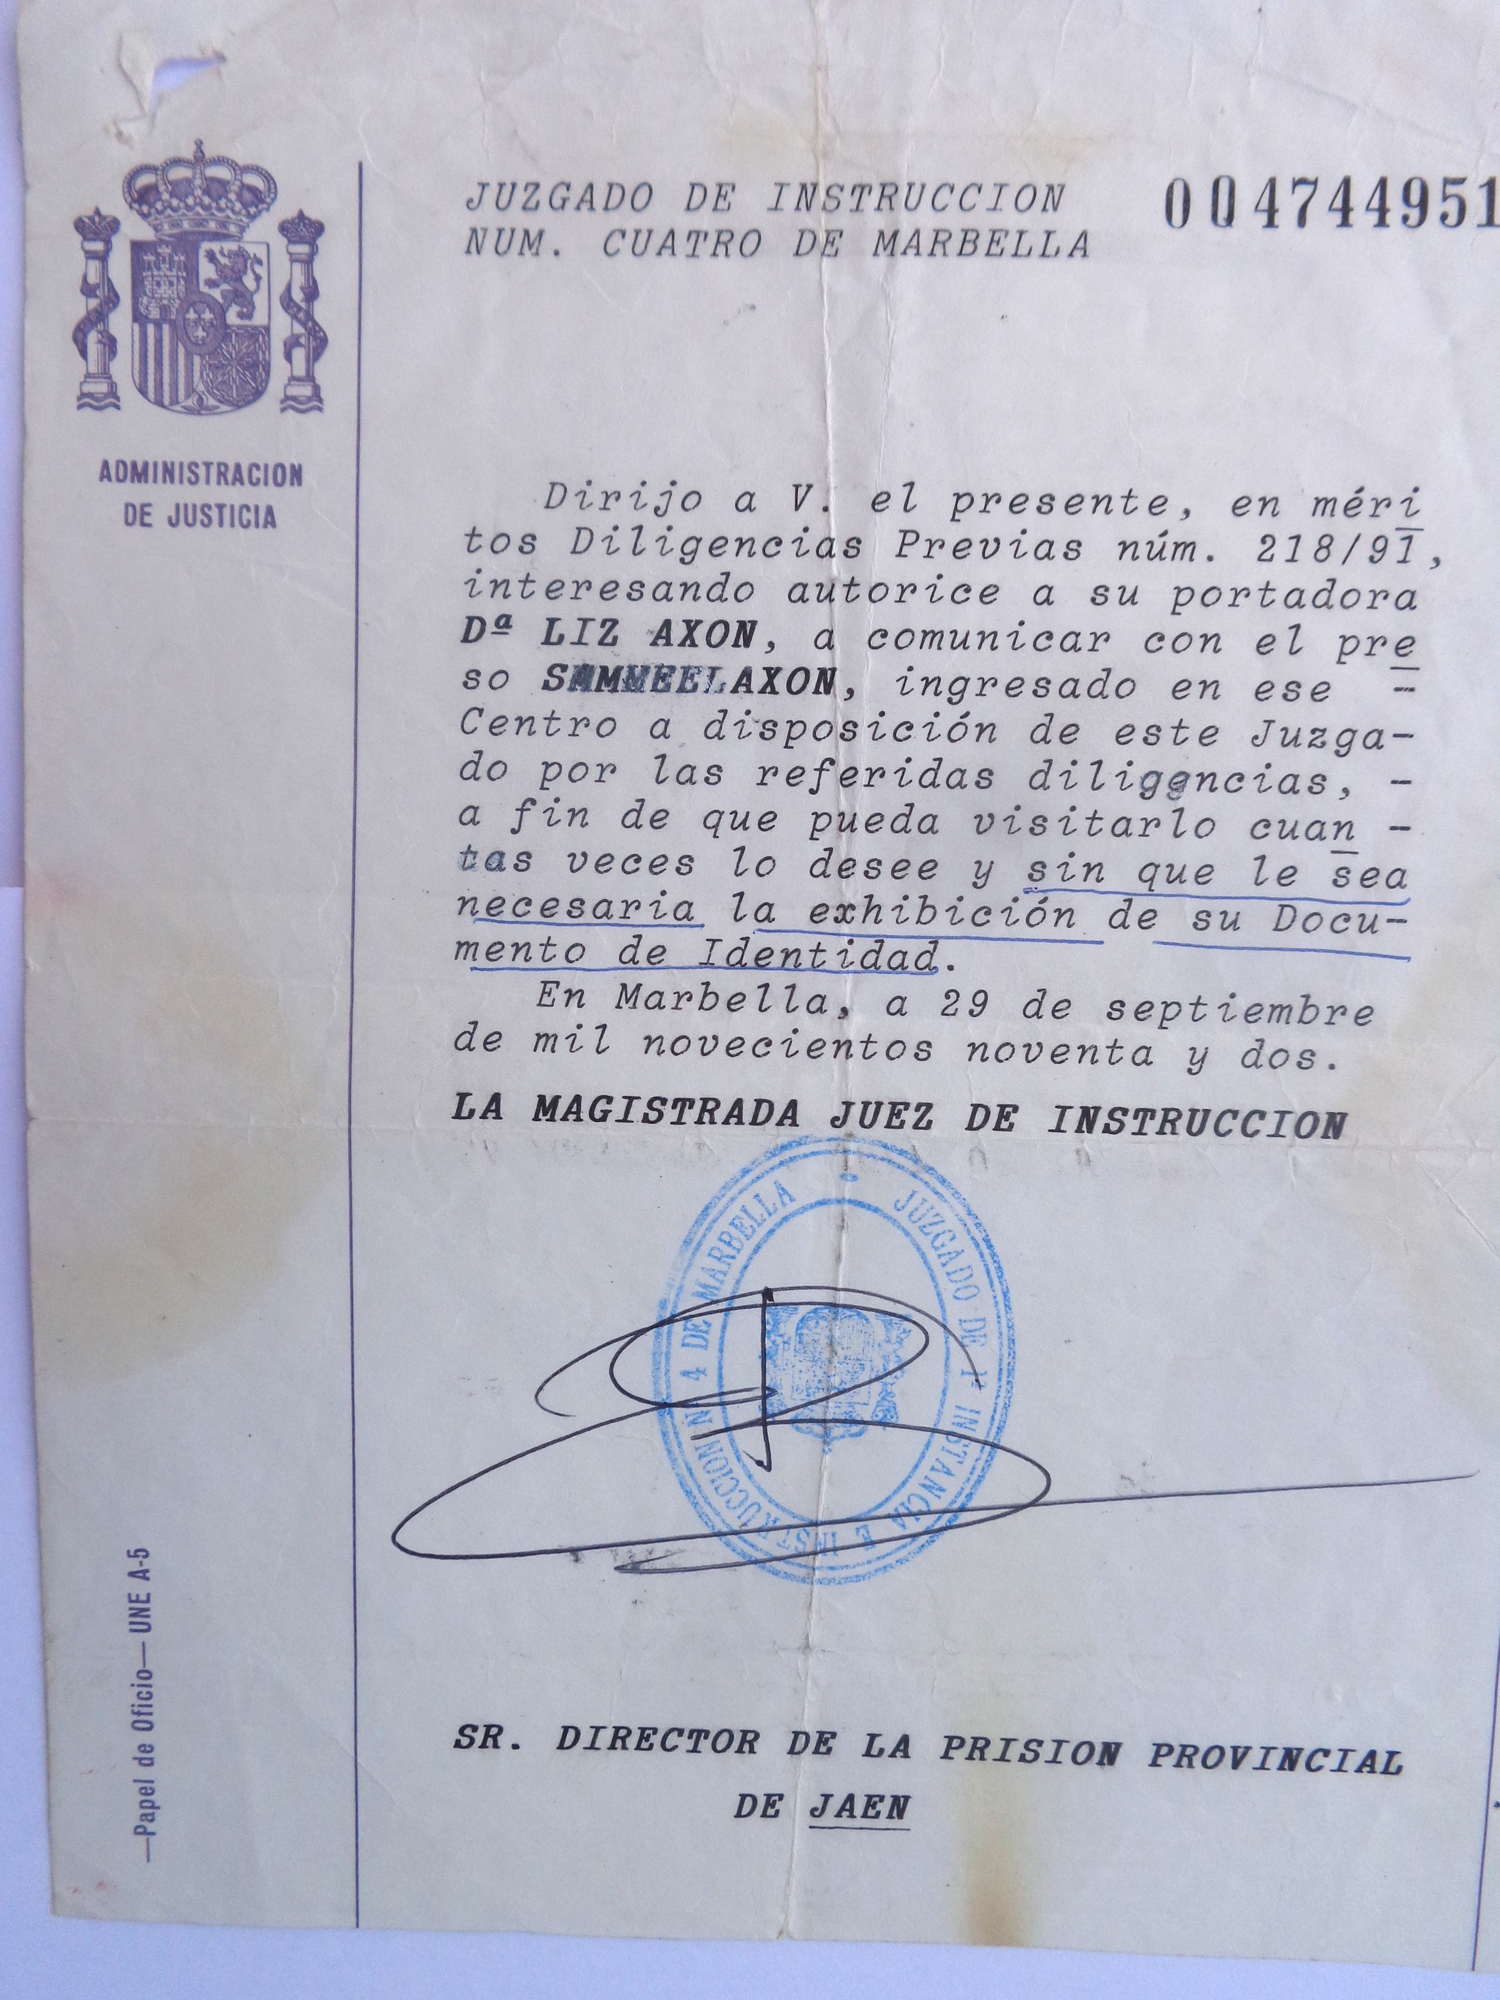 JUZGADO DE INSTRUCCION
NUM. CUATRO DE MARBELLA
004744951
ADMINISTRACION
DE JUSTICIA
Dirijo a V. el presente, en méri
tos Diligencias Previas núm. 218/91,
interesando autorice a su portadora
Dª LIZ AXON, a comunicar con el pre
so AXON, ingresado en ese -
Centro a disposición de este Juzga-
do por las referidas diligencias, -
a fin de que pueda visitarlo cuan -
tas veces lo desee y sin que le sea
necesaria la exhibición de su Docu-
mento de Identidad.
En Marbella, a 29 de septiembre
de mil novecientos noventa y dos.
LA MAGISTRADA JUEZ DE INSTRUCCION
JUZGADO DE 1ª INSTANCIA E INSTRUCCION Nº 4 DE MARBELLA
SR. DIRECTOR DE LA PRISION PROVINCIAL
DE JAEN
—Papel de Oficio— UNE A-5